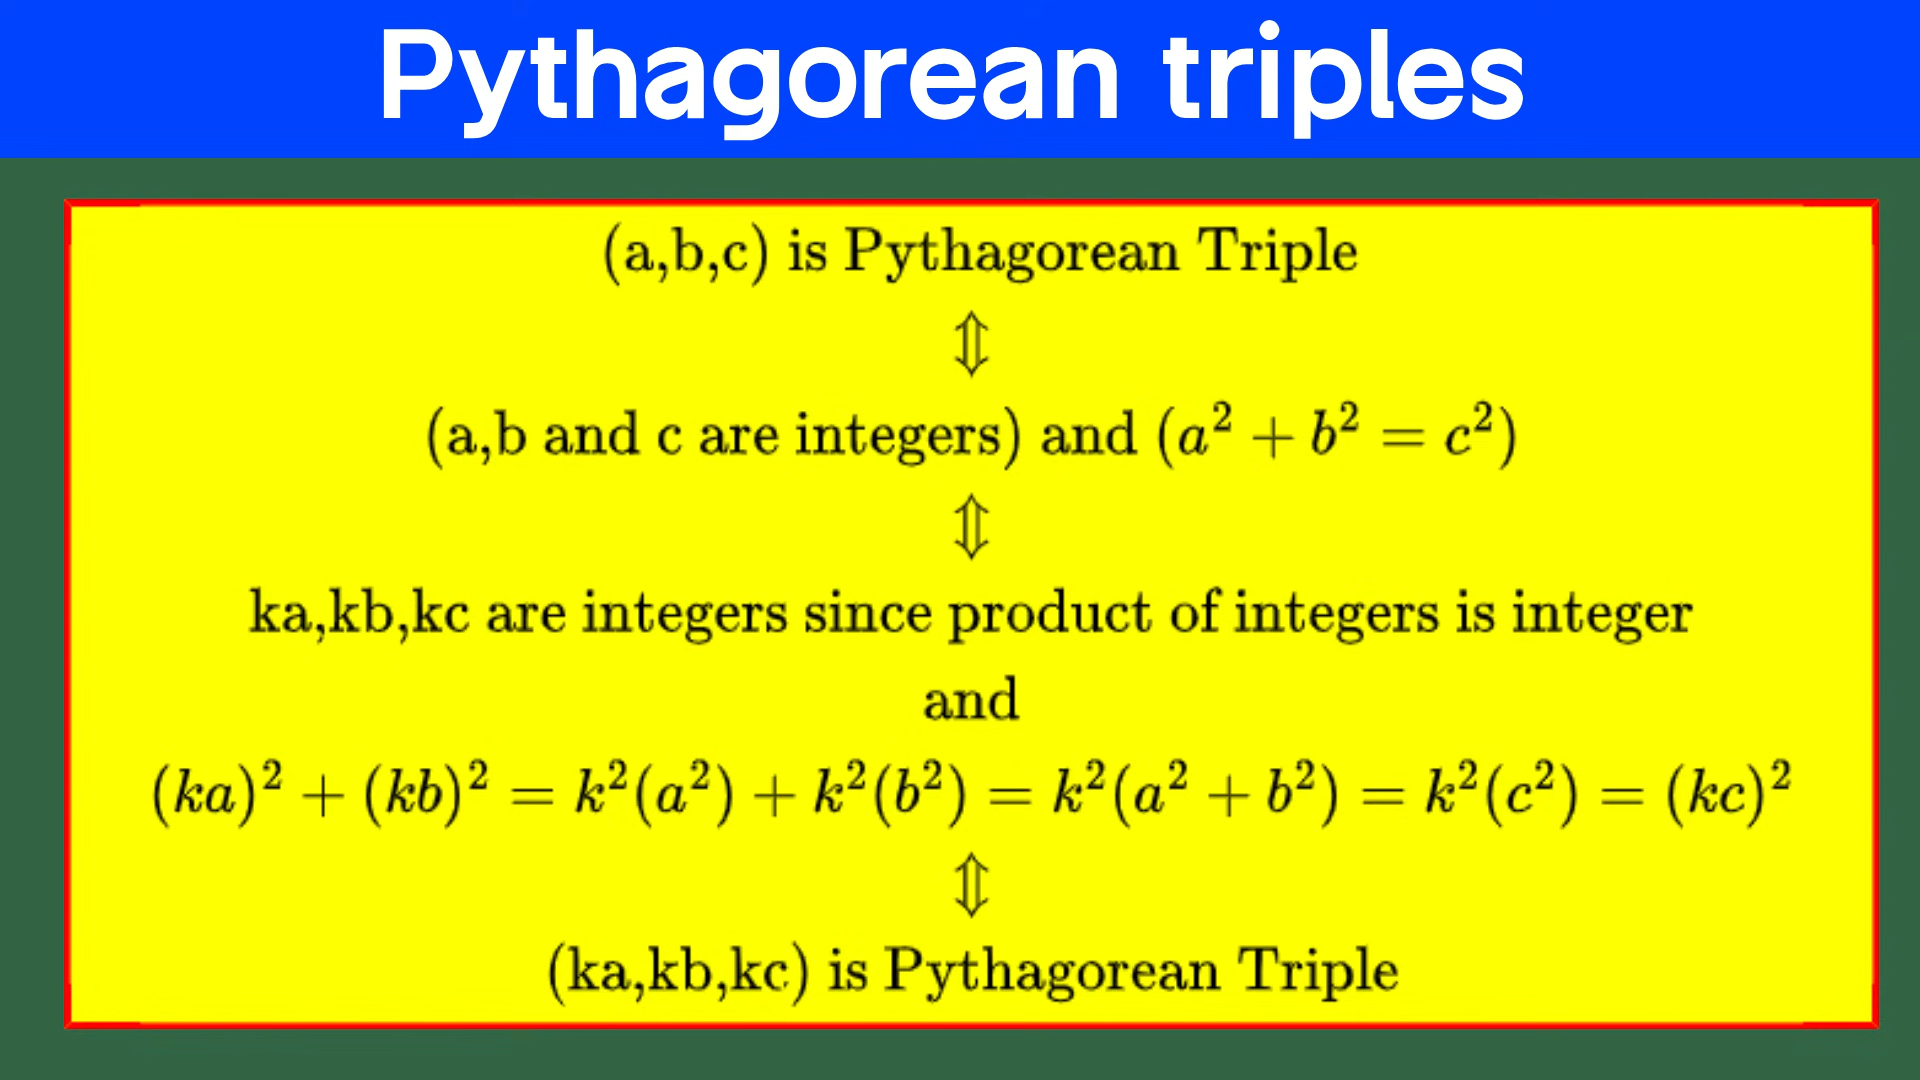 Pythagorean triples
(a,b,c) is Pythagorean Triple
⇕
(a,b and c are integers) and (a² + b² = c²)
⇕
ka,kb,kc are integers since product of integers is integer
and
(ka)² + (kb)² = k²(a²) + k²(b²) = k²(a² + b²) = k²(c²) = (kc)²
⇕
(ka,kb,kc) is Pythagorean Triple